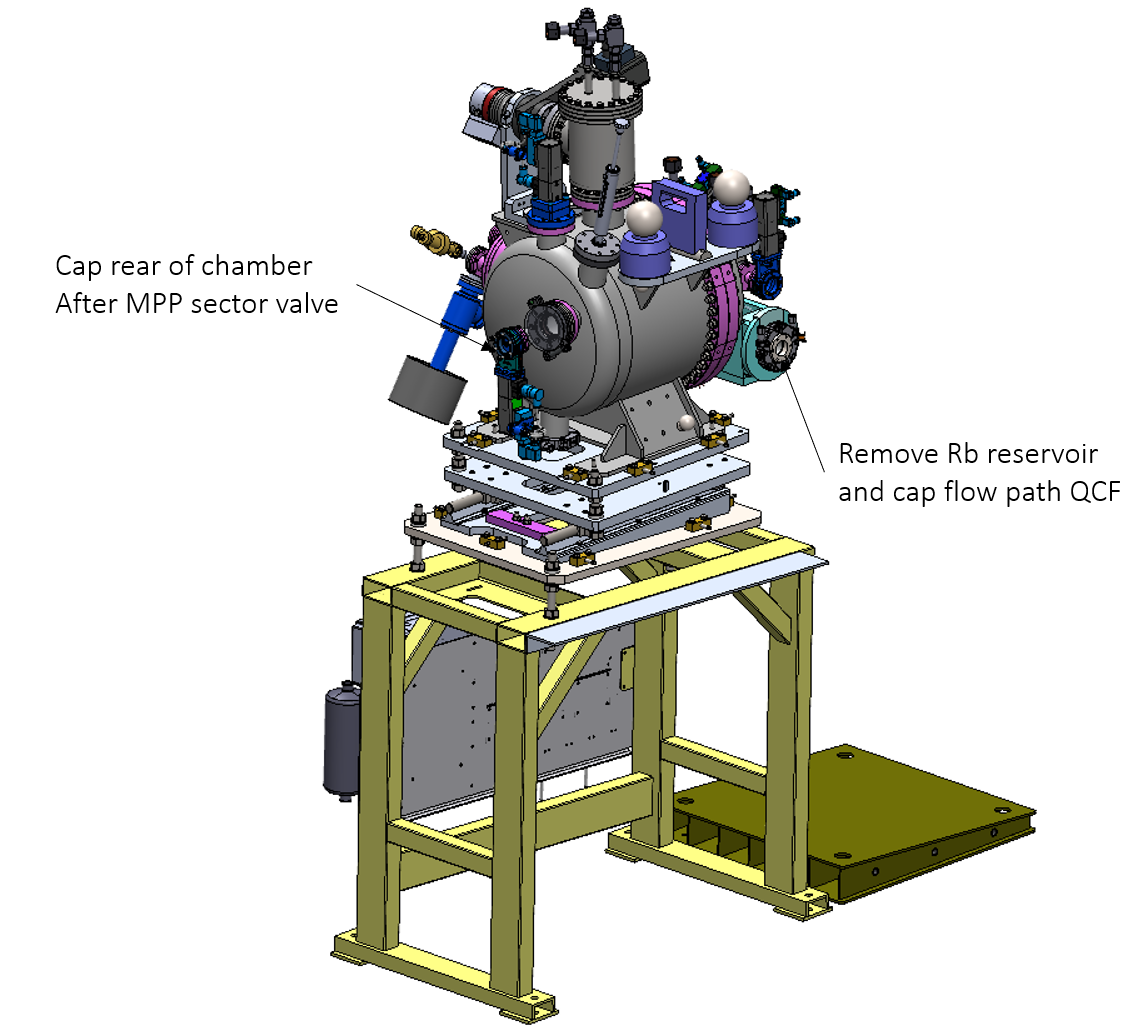 Cap rear of chamber
After MPP sector valve
Remove Rb reservoir
and cap flow path QCF